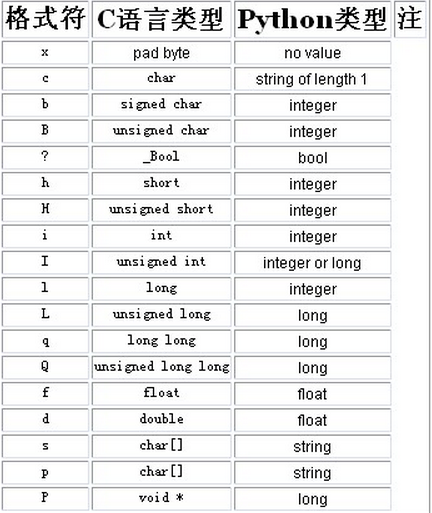 格式符 C语言类型 Python类型 注
x pad byte no value
c char string of length 1
b signed char integer
B unsigned char integer
? _Bool bool
h short integer
H unsigned short integer
i int integer
I unsigned int integer or long
l long integer
L unsigned long long
q long long long
Q unsigned long long long
f float float
d double float
s char[] string
p char[] string
P void * long